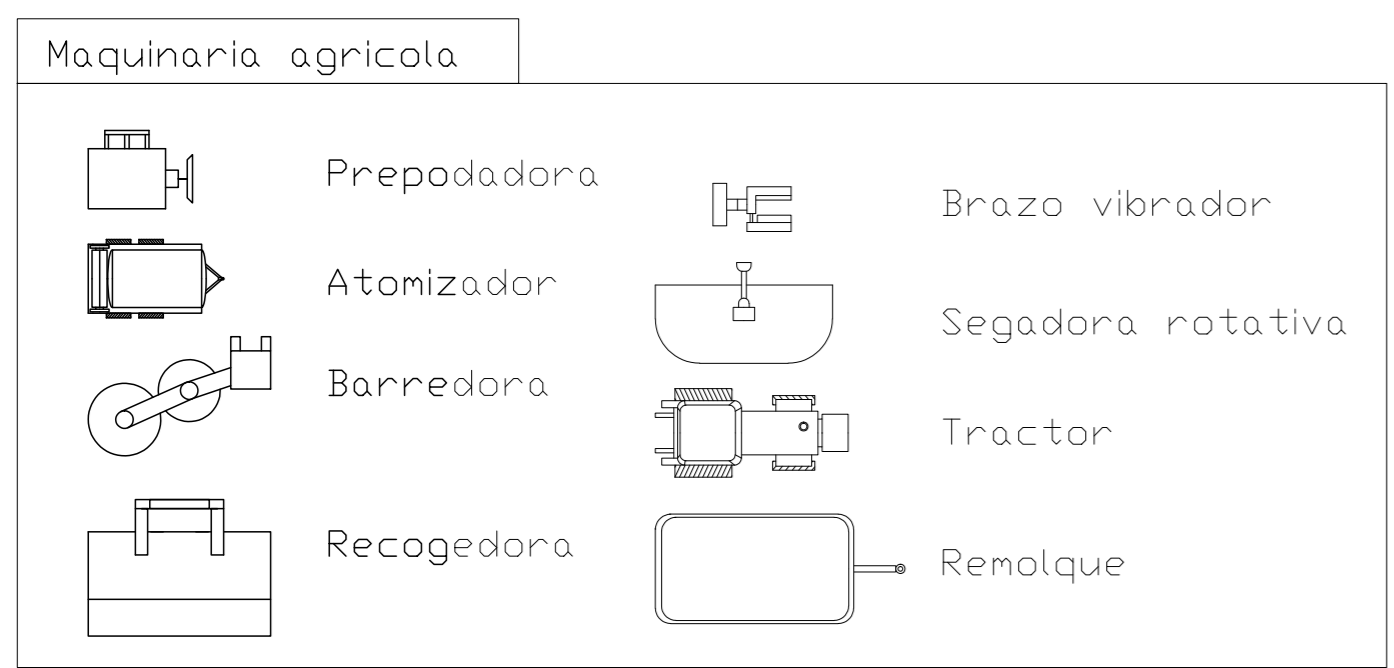 Maquinaria agricola
Prepodadora
Atomizador
Barredora
Recogedora
Brazo vibrador
Segadora rotativa
Tractor
Remolque